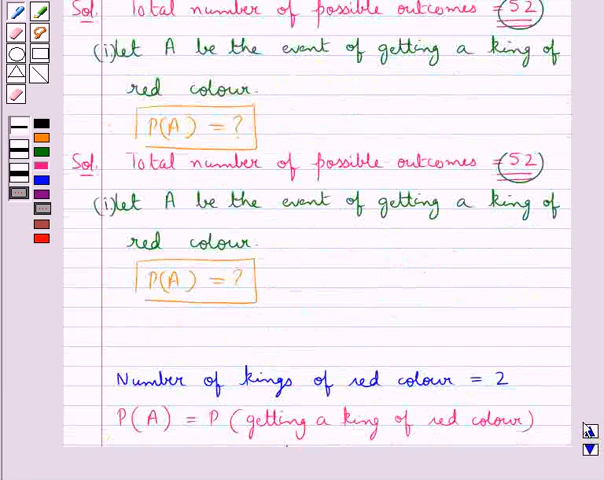 Sol. Total number of possible outcomes = 52
(i) let A be the event of getting a king of
red colour.
P(A) = ?
Sol. Total number of possible outcomes = 52
(i) let A be the event of getting a king of
red colour.
P(A) = ?
Number of kings of red colour = 2
P(A) = P (getting a king of red colour)